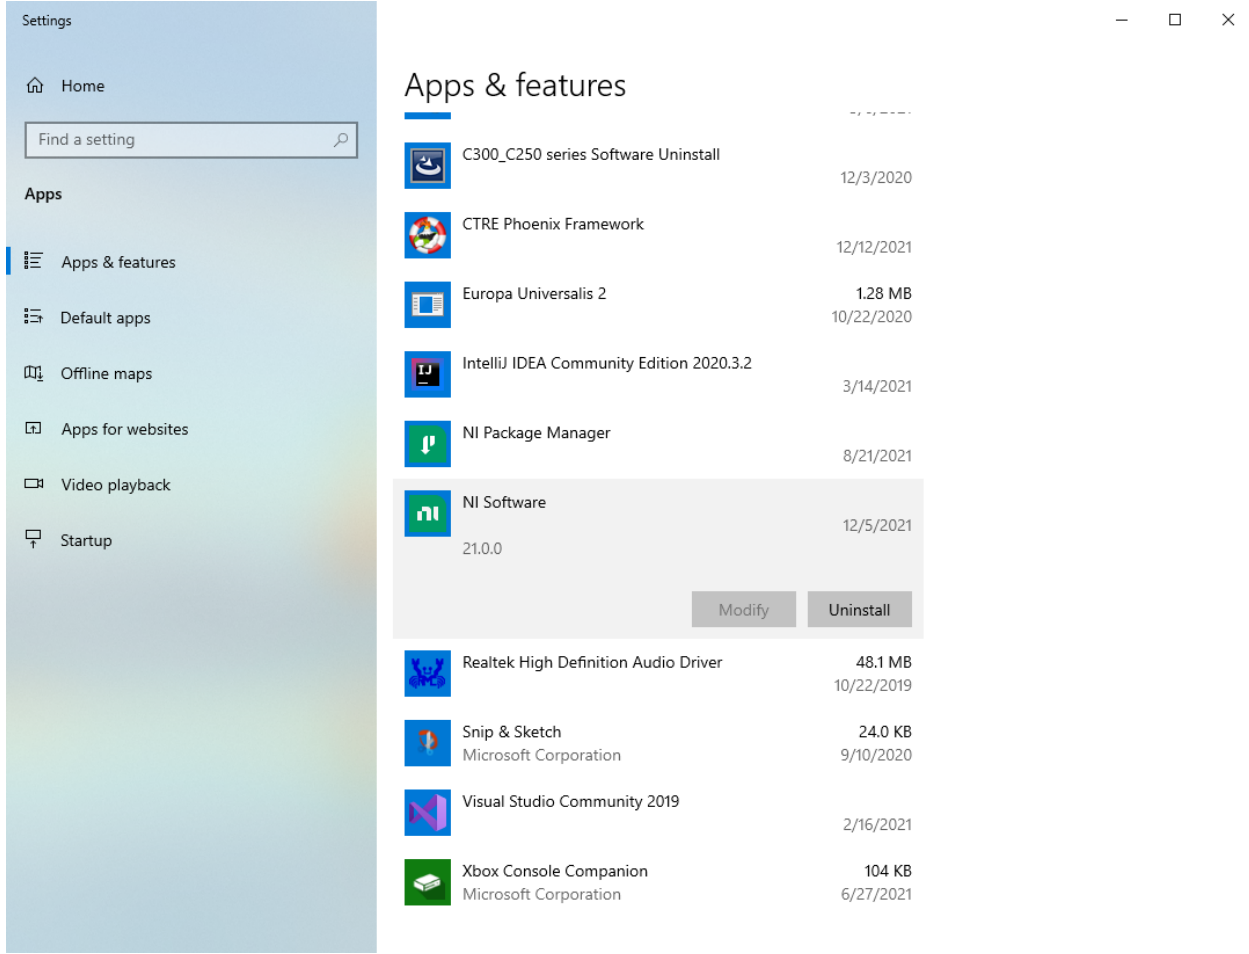 Settings
Home
Find a setting
Apps
Apps & features
Default apps
Offline maps
Apps for websites
Video playback
Startup
Apps & features
C300_C250 series Software Uninstall
12/3/2020
CTRE Phoenix Framework
12/12/2021
Europa Universalis 2
1.28 MB
10/22/2020
IntelliJ IDEA Community Edition 2020.3.2
3/14/2021
NI Package Manager
8/21/2021
NI Software
12/5/2021
21.0.0
Modify
Uninstall
Realtek High Definition Audio Driver
48.1 MB
10/22/2019
Snip & Sketch
24.0 KB
Microsoft Corporation
9/10/2020
Visual Studio Community 2019
2/16/2021
Xbox Console Companion
104 KB
Microsoft Corporation
6/27/2021